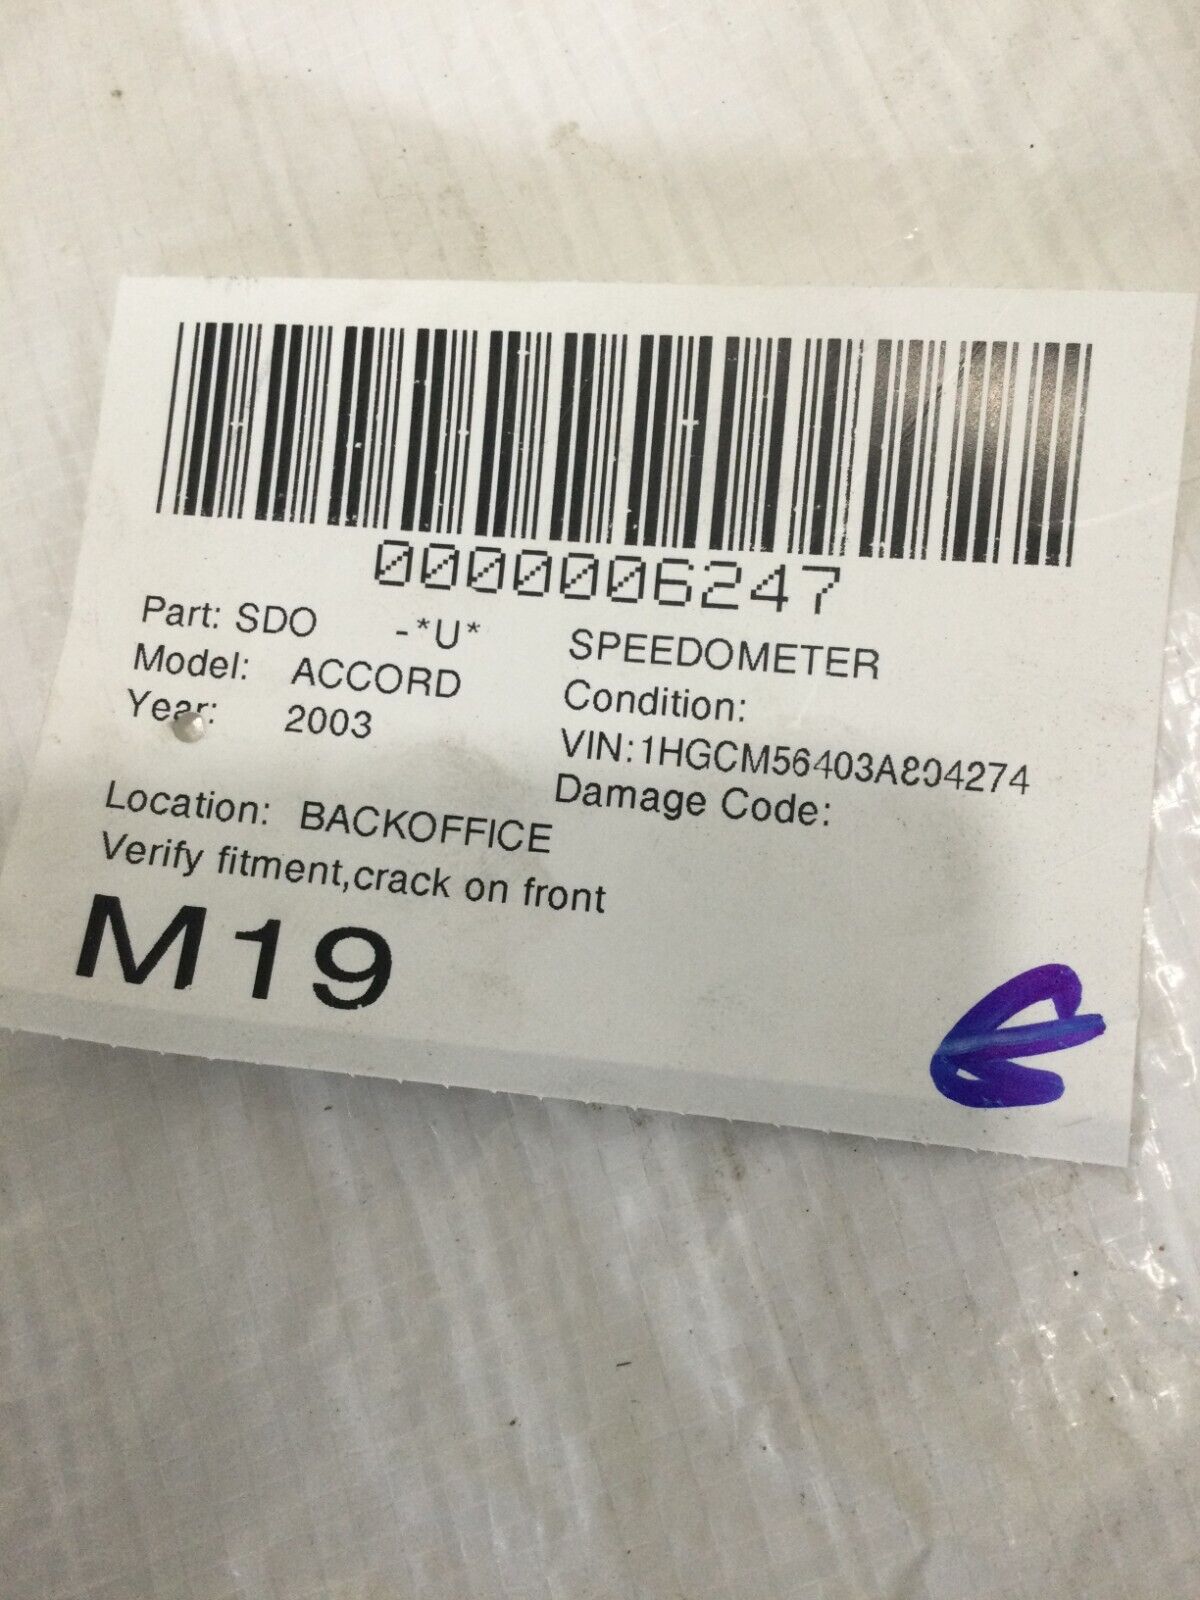 0000006247
Part: SDO -*U* SPEEDOMETER
Model: ACCORD Condition:
Year: 2003 VIN:1HGCM56403A804274
Damage Code:
Location: BACKOFFICE
Verify fitment,crack on front
M19